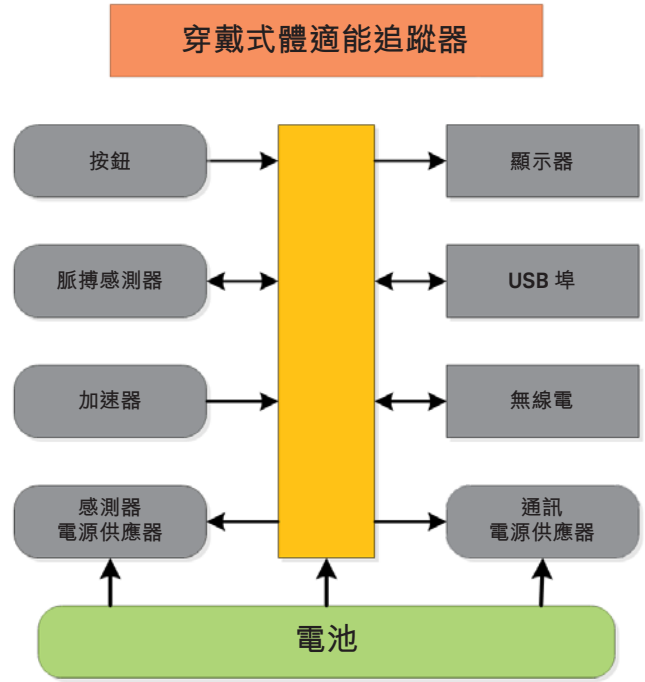 穿戴式體適能追蹤器
按鈕
顯示器
脈搏感測器
USB 埠
加速器
無線電
感測器
電源供應器
通訊
電源供應器
電池